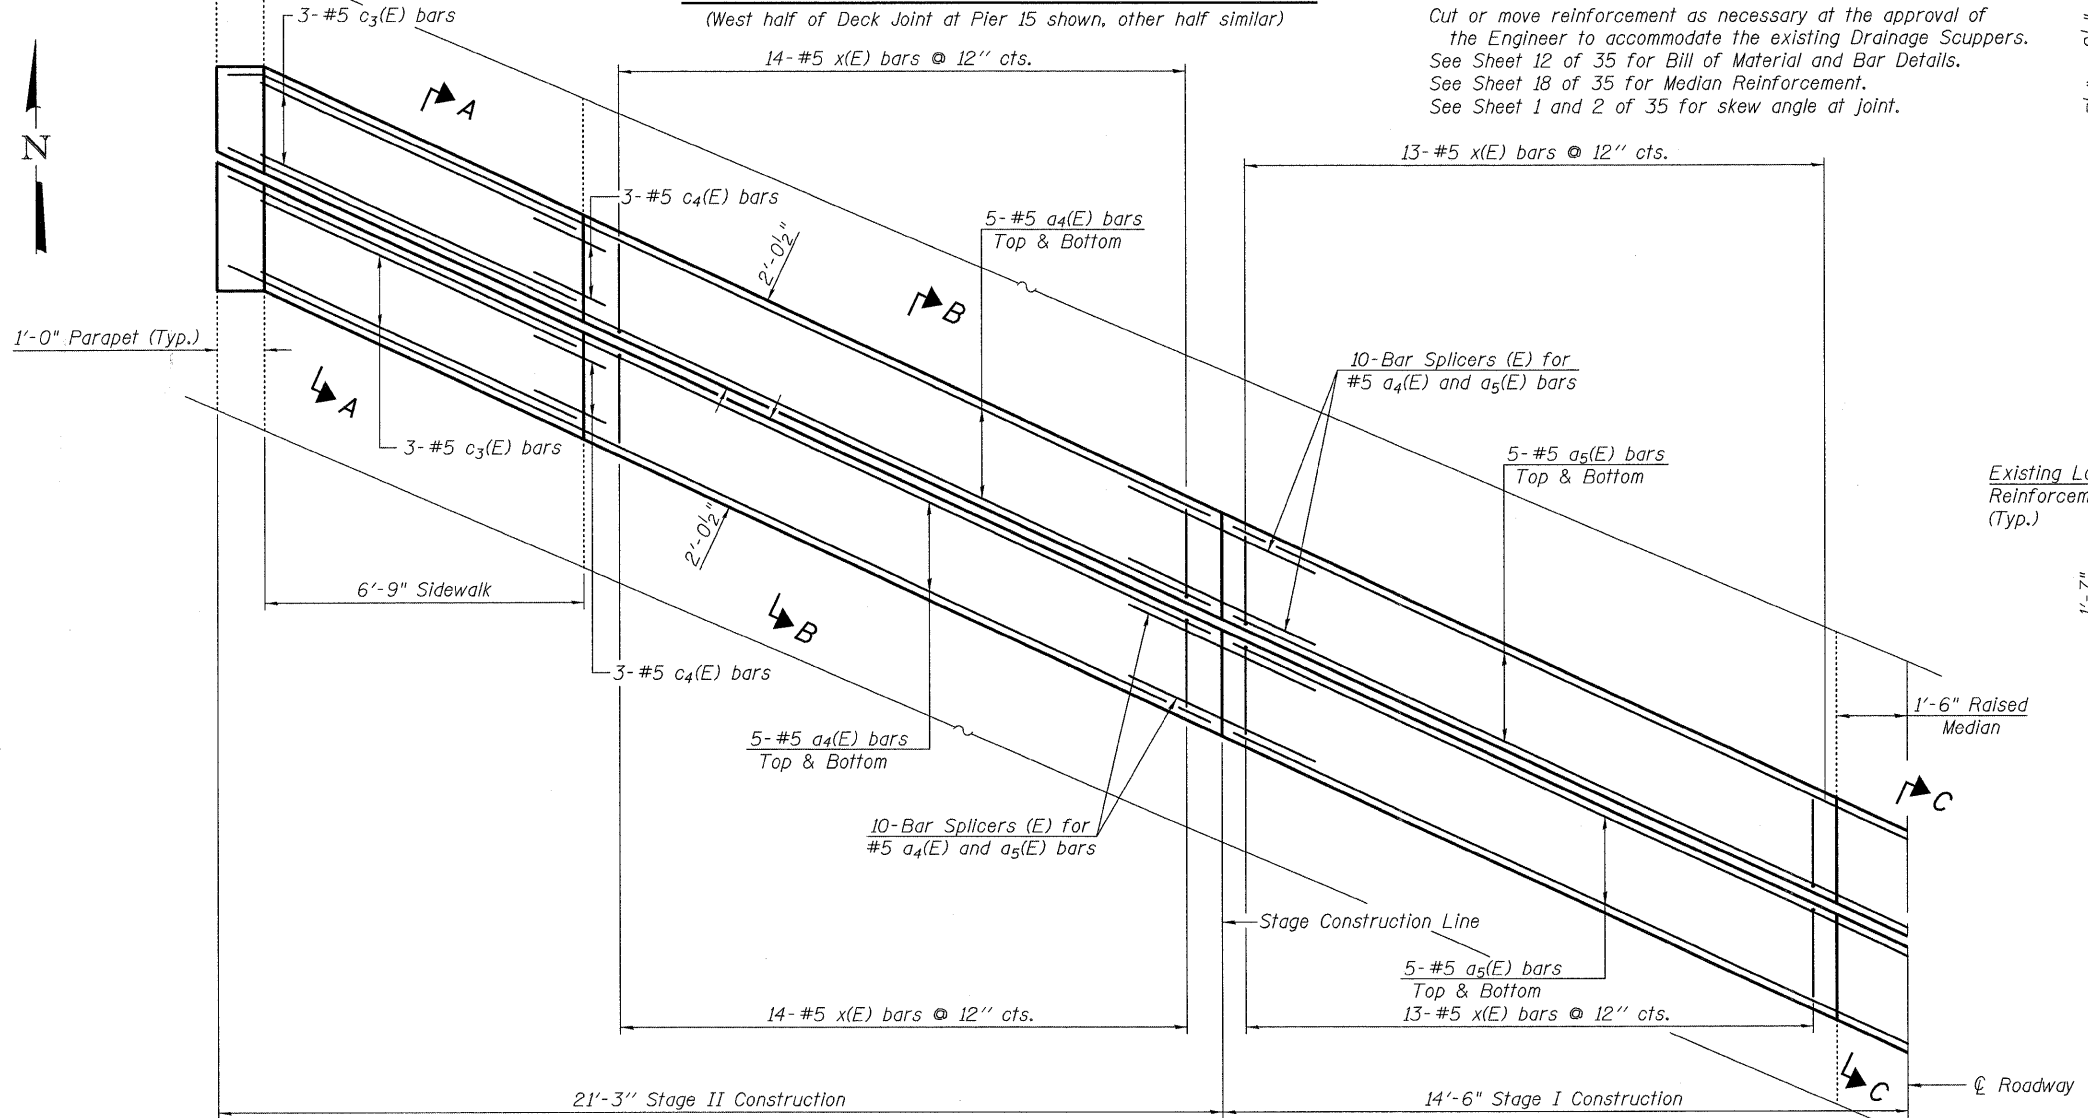 3-#5 c3(E) bars
(West half of Deck Joint at Pier 15 shown, other half similar)
Cut or move reinforcement as necessary at the approval of
the Engineer to accommodate the existing Drainage Scuppers.
See Sheet 12 of 35 for Bill of Material and Bar Details.
See Sheet 18 of 35 for Median Reinforcement.
See Sheet 1 and 2 of 35 for skew angle at joint.
14-#5 x(E) bars @ 12" cts.
A
N
13-#5 x(E) bars @ 12" cts.
3-#5 c4(E) bars
5-#5 a4(E) bars
Top & Bottom
2'-0½"
B
1'-0" Parapet (Typ.)
10-Bar Splicers (E) for
#5 a4(E) and a5(E) bars
A
3-#5 c3(E) bars
5-#5 a5(E) bars
Top & Bottom
Existing
Reinforcem
(Typ.)
2'-0½"
6'-9" Sidewalk
1'-7"
B
3-#5 c4(E) bars
1'-6" Raised
Median
5-#5 a4(E) bars
Top & Bottom
C
10-Bar Splicers (E) for
#5 a4(E) and a5(E) bars
Stage Construction Line
5-#5 a5(E) bars
Top & Bottom
14-#5 x(E) bars @ 12" cts.
13-#5 x(E) bars @ 12" cts.
C
℄ Roadway
21'-3" Stage II Construction
14'-6" Stage I Construction